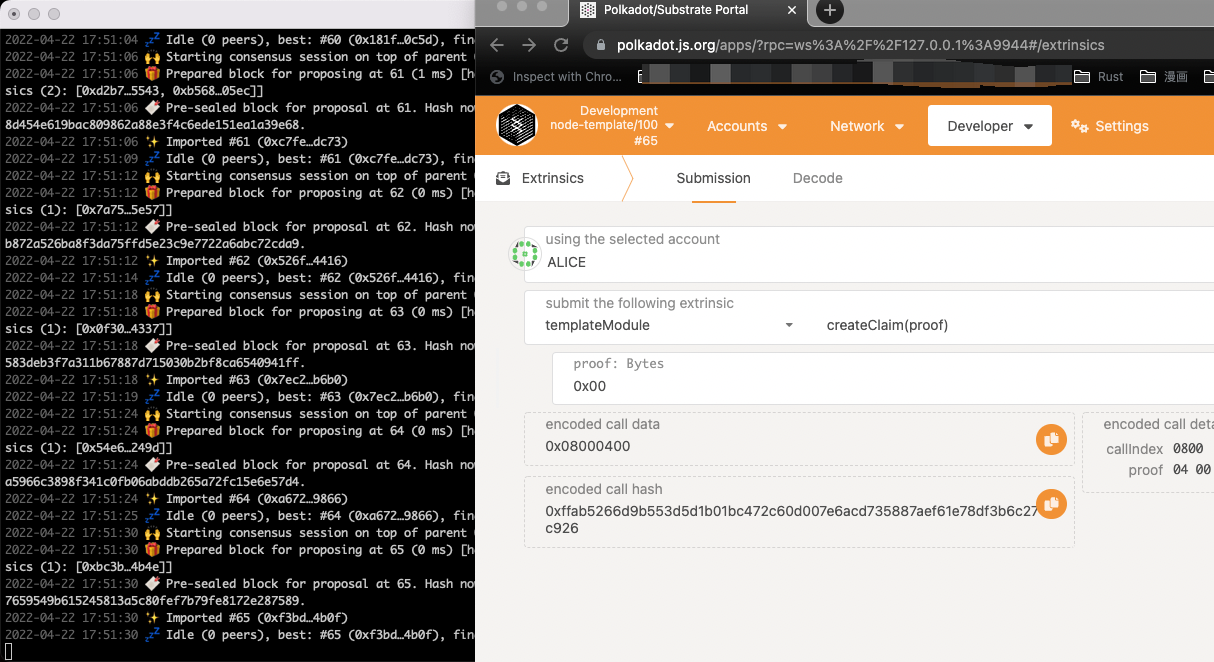 2022-04-22 17:51:04 💤 Idle (0 peers), best: #60 (0x181f…0c5d), fin
2022-04-22 17:51:06 🙌 Starting consensus session on top of parent
2022-04-22 17:51:06 🎁 Prepared block for proposing at 61 (1 ms) [h
sics (2): [0xd2b7…5543, 0xb568…05ec]]
2022-04-22 17:51:06 🔖 Pre-sealed block for proposal at 61. Hash no
8d454e619bac809862a88e3f4c6ede151ea1a39e68.
2022-04-22 17:51:06 ✨ Imported #61 (0xc7fe…dc73)
2022-04-22 17:51:09 💤 Idle (0 peers), best: #61 (0xc7fe…dc73), fin
2022-04-22 17:51:12 🙌 Starting consensus session on top of parent
2022-04-22 17:51:12 🎁 Prepared block for proposing at 62 (0 ms) [h
sics (1): [0x7a75…5e57]]
2022-04-22 17:51:12 🔖 Pre-sealed block for proposal at 62. Hash no
b872a526ba8f3da75ffd5e23c9e7722a6abc72cda9.
2022-04-22 17:51:12 ✨ Imported #62 (0x526f…4416)
2022-04-22 17:51:14 💤 Idle (0 peers), best: #62 (0x526f…4416), fin
2022-04-22 17:51:18 🙌 Starting consensus session on top of parent
2022-04-22 17:51:18 🎁 Prepared block for proposing at 63 (0 ms) [h
sics (1): [0x0f30…4337]]
2022-04-22 17:51:18 🔖 Pre-sealed block for proposal at 63. Hash no
583deb3f7a311b67887d715030b2bf8ca6540941ff.
2022-04-22 17:51:18 ✨ Imported #63 (0x7ec2…b6b0)
2022-04-22 17:51:19 💤 Idle (0 peers), best: #63 (0x7ec2…b6b0), fin
2022-04-22 17:51:24 🙌 Starting consensus session on top of parent
2022-04-22 17:51:24 🎁 Prepared block for proposing at 64 (0 ms) [h
sics (1): [0x54e6…249d]]
2022-04-22 17:51:24 🔖 Pre-sealed block for proposal at 64. Hash no
a5966c3898f341c0fb06abddb265a72fc15e6e57d4.
2022-04-22 17:51:24 ✨ Imported #64 (0xa672…9866)
2022-04-22 17:51:25 💤 Idle (0 peers), best: #64 (0xa672…9866), fin
2022-04-22 17:51:30 🙌 Starting consensus session on top of parent
2022-04-22 17:51:30 🎁 Prepared block for proposing at 65 (0 ms) [h
sics (1): [0xbc3b…4b4e]]
2022-04-22 17:51:30 🔖 Pre-sealed block for proposal at 65. Hash no
7659549b615245813a5c80fef7b79fe8172e287589.
2022-04-22 17:51:30 ✨ Imported #65 (0xf3bd…4b0f)
2022-04-22 17:51:30 💤 Idle (0 peers), best: #65 (0xf3bd…4b0f), fin
Polkadot/Substrate Portal
polkadot.js.org/apps/?rpc=ws%3A%2F%2F127.0.0.1%3A9944#/extrinsics
Inspect with Chro... Rust 漫画
Development
node-template/100
#65
Accounts Network Developer Settings
Extrinsics Submission Decode
using the selected account
ALICE
submit the following extrinsic
templateModule createClaim(proof)
proof: Bytes
0x00
encoded call data
0x08000400
encoded call hash
0xffab5266d9b553d5d1b01bc472c60d007e6acd735887aef61e78df3b6c27
c926
encoded call deta
callIndex 0800
proof 04 00